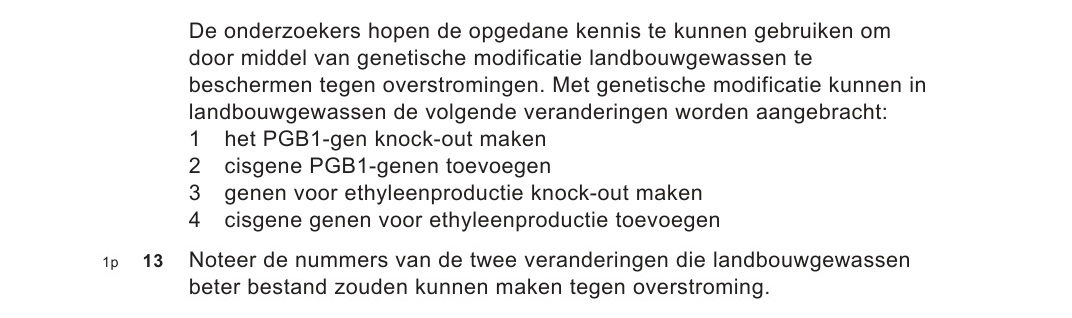 De onderzoekers hopen de opgedane kennis te kunnen gebruiken om
door middel van genetische modificatie landbouwgewassen te
beschermen tegen overstromingen. Met genetische modificatie kunnen in
landbouwgewassen de volgende veranderingen worden aangebracht:
1 het PGB1-gen knock-out maken
2 cisgene PGB1-genen toevoegen
3 genen voor ethyleenproductie knock-out maken
4 cisgene genen voor ethyleenproductie toevoegen
1p 13 Noteer de nummers van de twee veranderingen die landbouwgewassen
beter bestand zouden kunnen maken tegen overstroming.